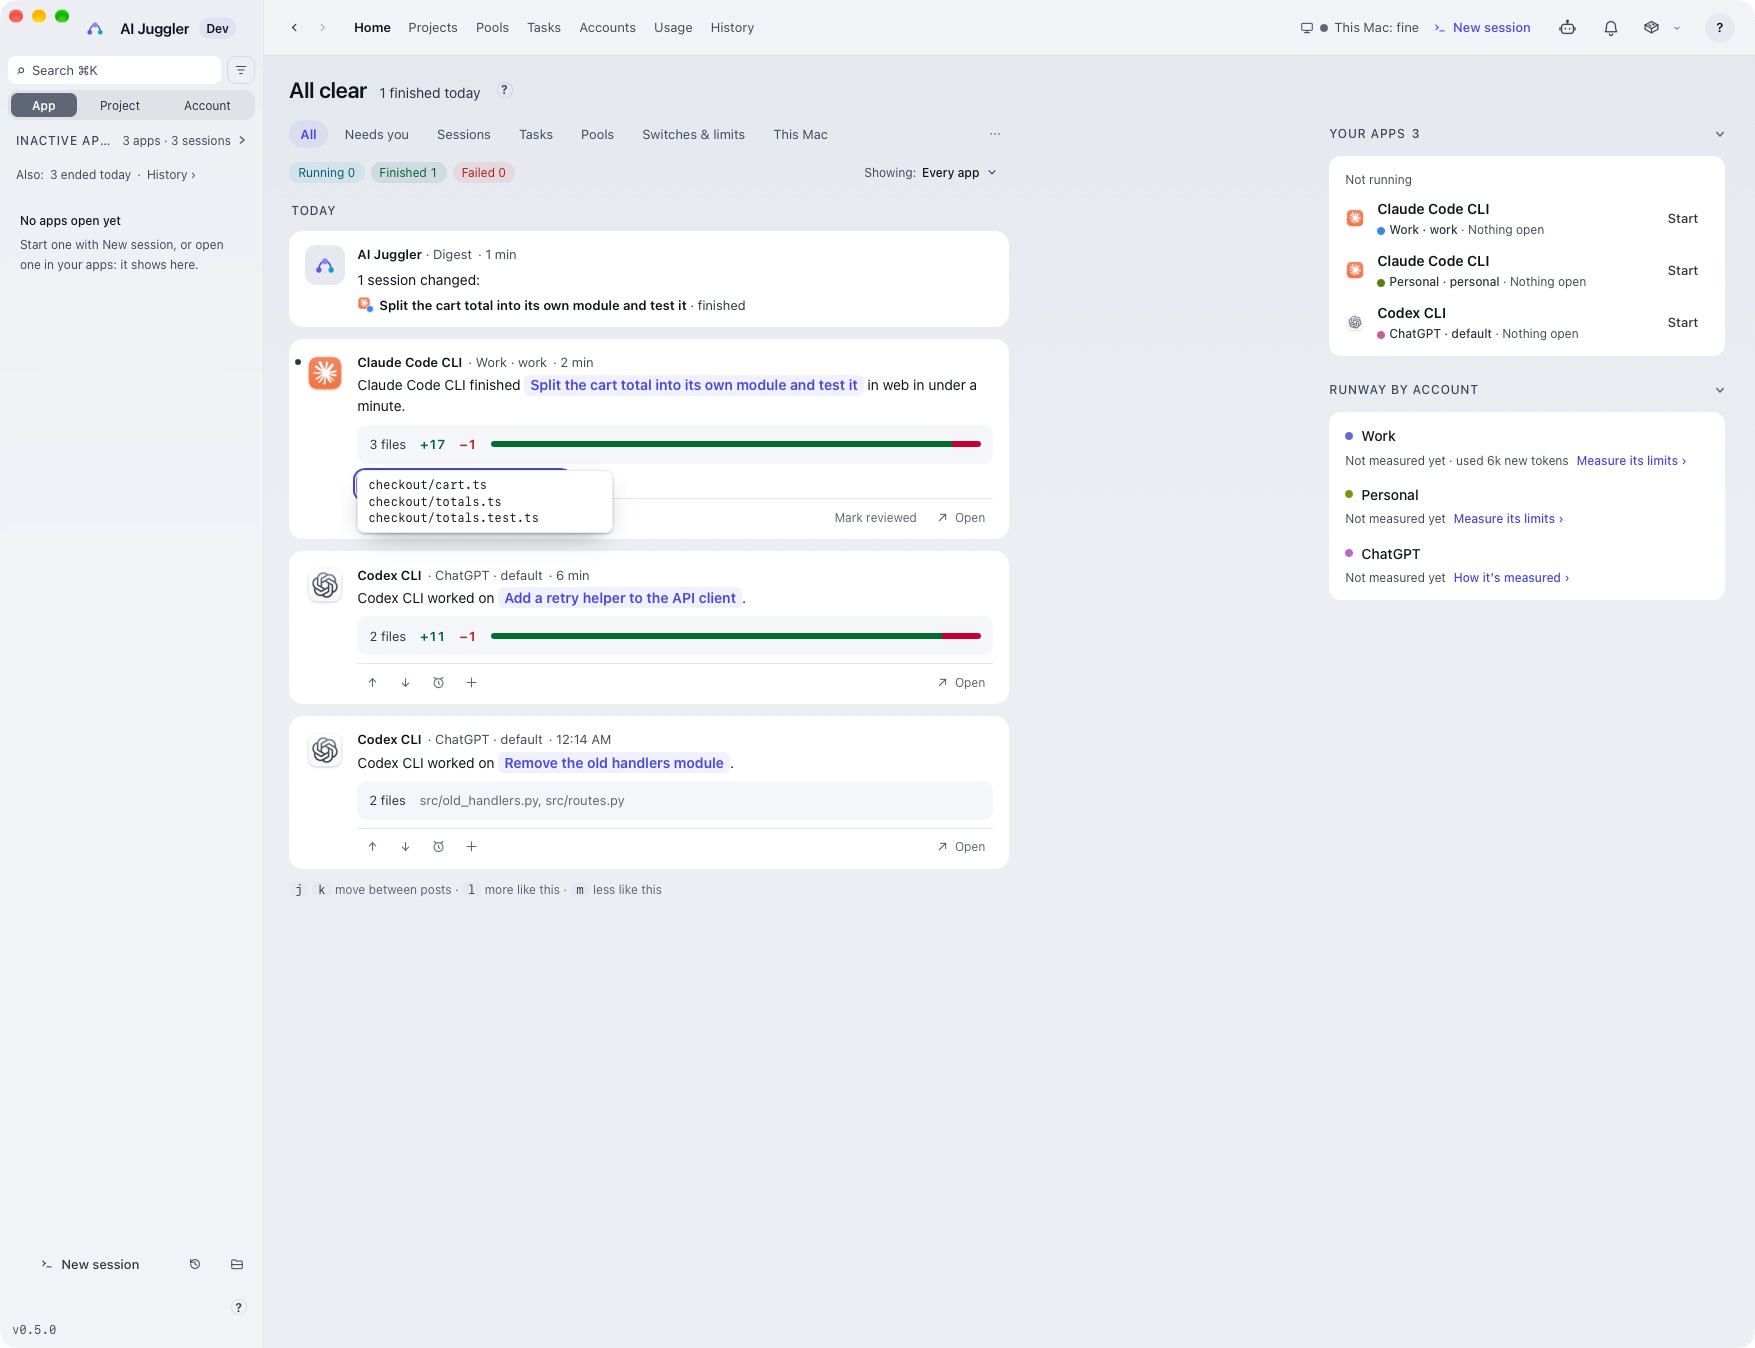 AI Juggler Dev
Search ⌘K
App Project Account
INACTIVE AP... 3 apps · 3 sessions
Also: 3 ended today · History ›
No apps open yet
Start one with New session, or open
one in your apps: it shows here.
New session
?
v0.5.0
Home Projects Pools Tasks Accounts Usage History
This Mac: fine New session ?
All clear 1 finished today ?
All Needs you Sessions Tasks Pools Switches & limits This Mac ...
Running 0 Finished 1 Failed 0 Showing: Every app
TODAY
AI Juggler · Digest · 1 min
1 session changed:
Split the cart total into its own module and test it · finished
Claude Code CLI · Work · work · 2 min
Claude Code CLI finished Split the cart total into its own module and test it in web in under a
minute.
3 files +17 −1
checkout/cart.ts
checkout/totals.ts
checkout/totals.test.ts
Mark reviewed Open
Codex CLI · ChatGPT · default · 6 min
Codex CLI worked on Add a retry helper to the API client .
2 files +11 −1
Open
Codex CLI · ChatGPT · default · 12:14 AM
Codex CLI worked on Remove the old handlers module .
2 files src/old_handlers.py, src/routes.py
Open
j k move between posts · l more like this · m less like this
YOUR APPS 3
Not running
Claude Code CLI
Work · work · Nothing open
Start
Claude Code CLI
Personal · personal · Nothing open
Start
Codex CLI
ChatGPT · default · Nothing open
Start
RUNWAY BY ACCOUNT
Work
Not measured yet · used 6k new tokens Measure its limits ›
Personal
Not measured yet Measure its limits ›
ChatGPT
Not measured yet How it's measured ›